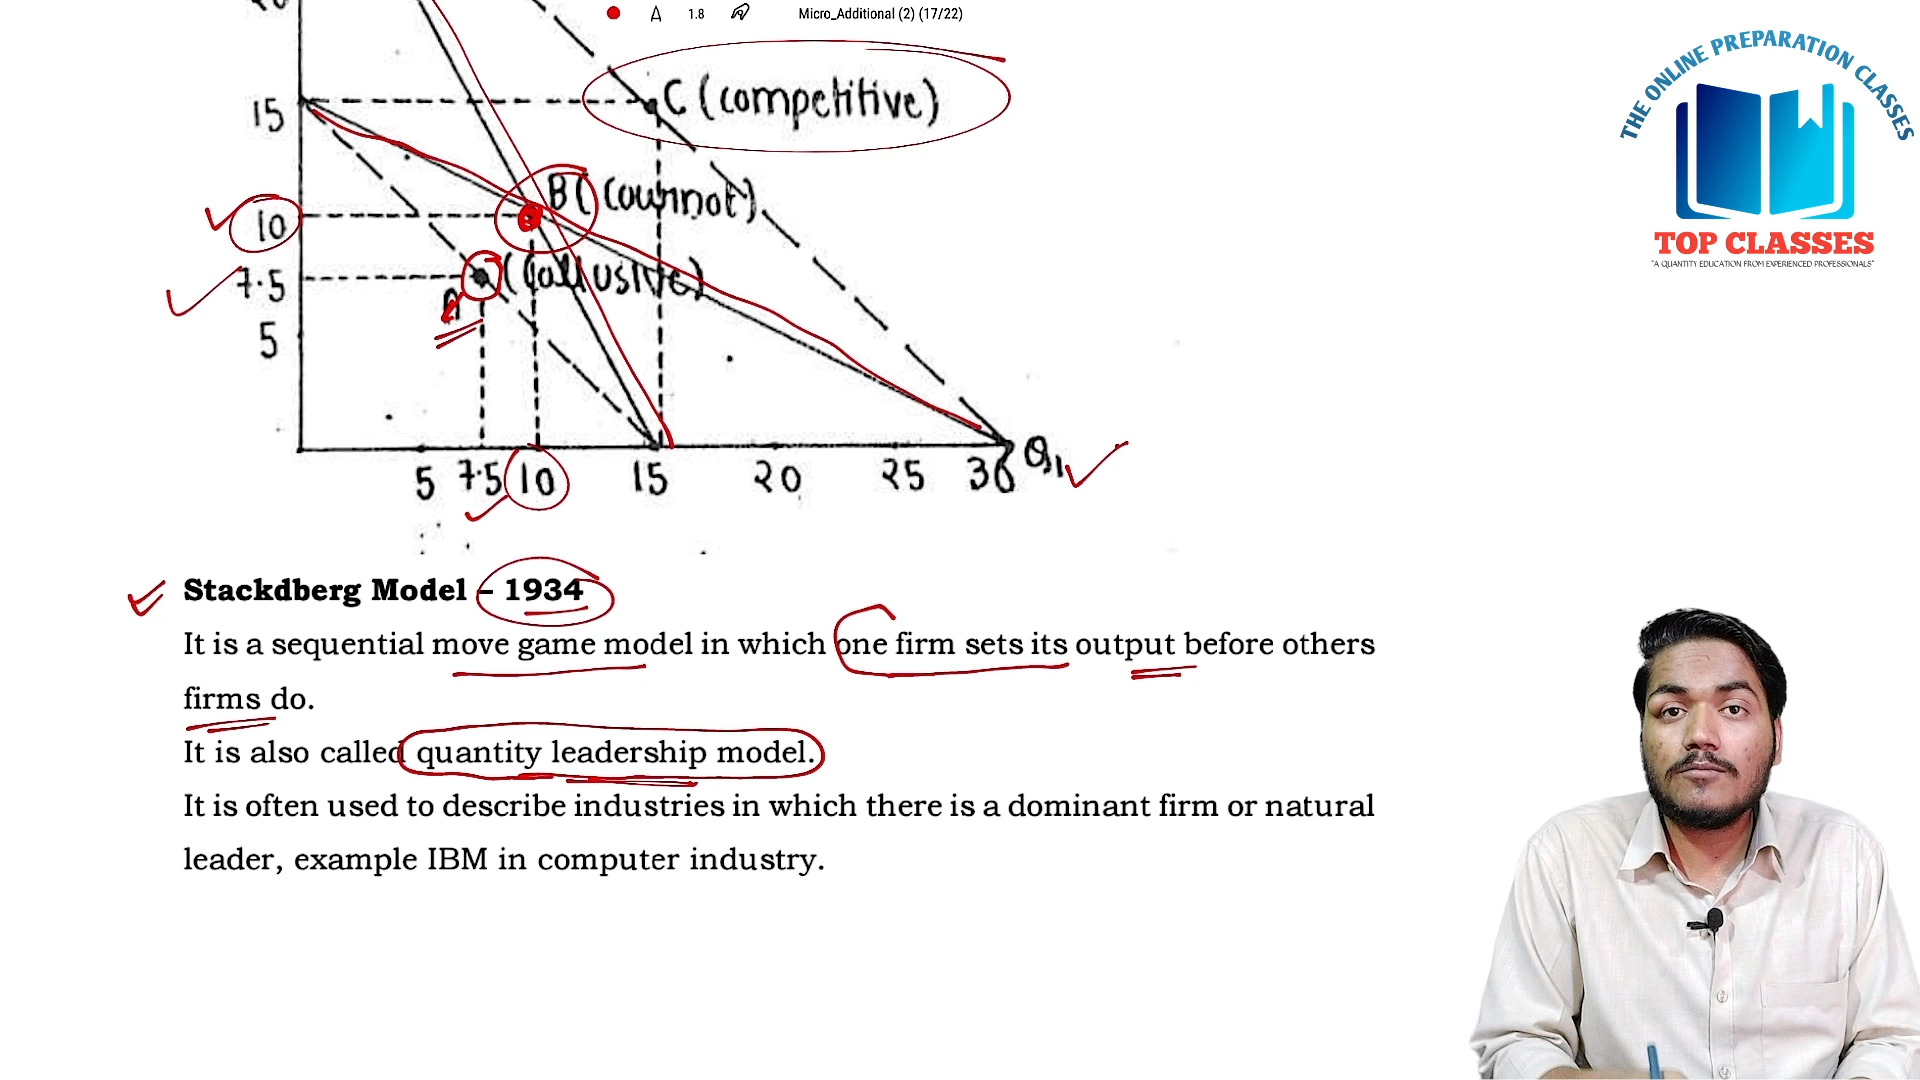 1.8 Micro_Additional (2) (17/22)
THE ONLINE PREPARATION CLASSES
TOP CLASSES
"A QUANTITY EDUCATION FROM EXPERIENCED PROFESSIONALS"
C (competitive)
15
B (Cournot)
10
(Collusive)
7.5
A
5
5 7.5 10 15 20 25 30 Q1
Stackdberg Model – 1934
It is a sequential move game model in which one firm sets its output before others
firms do.
It is also called quantity leadership model.
It is often used to describe industries in which there is a dominant firm or natural
leader, example IBM in computer industry.